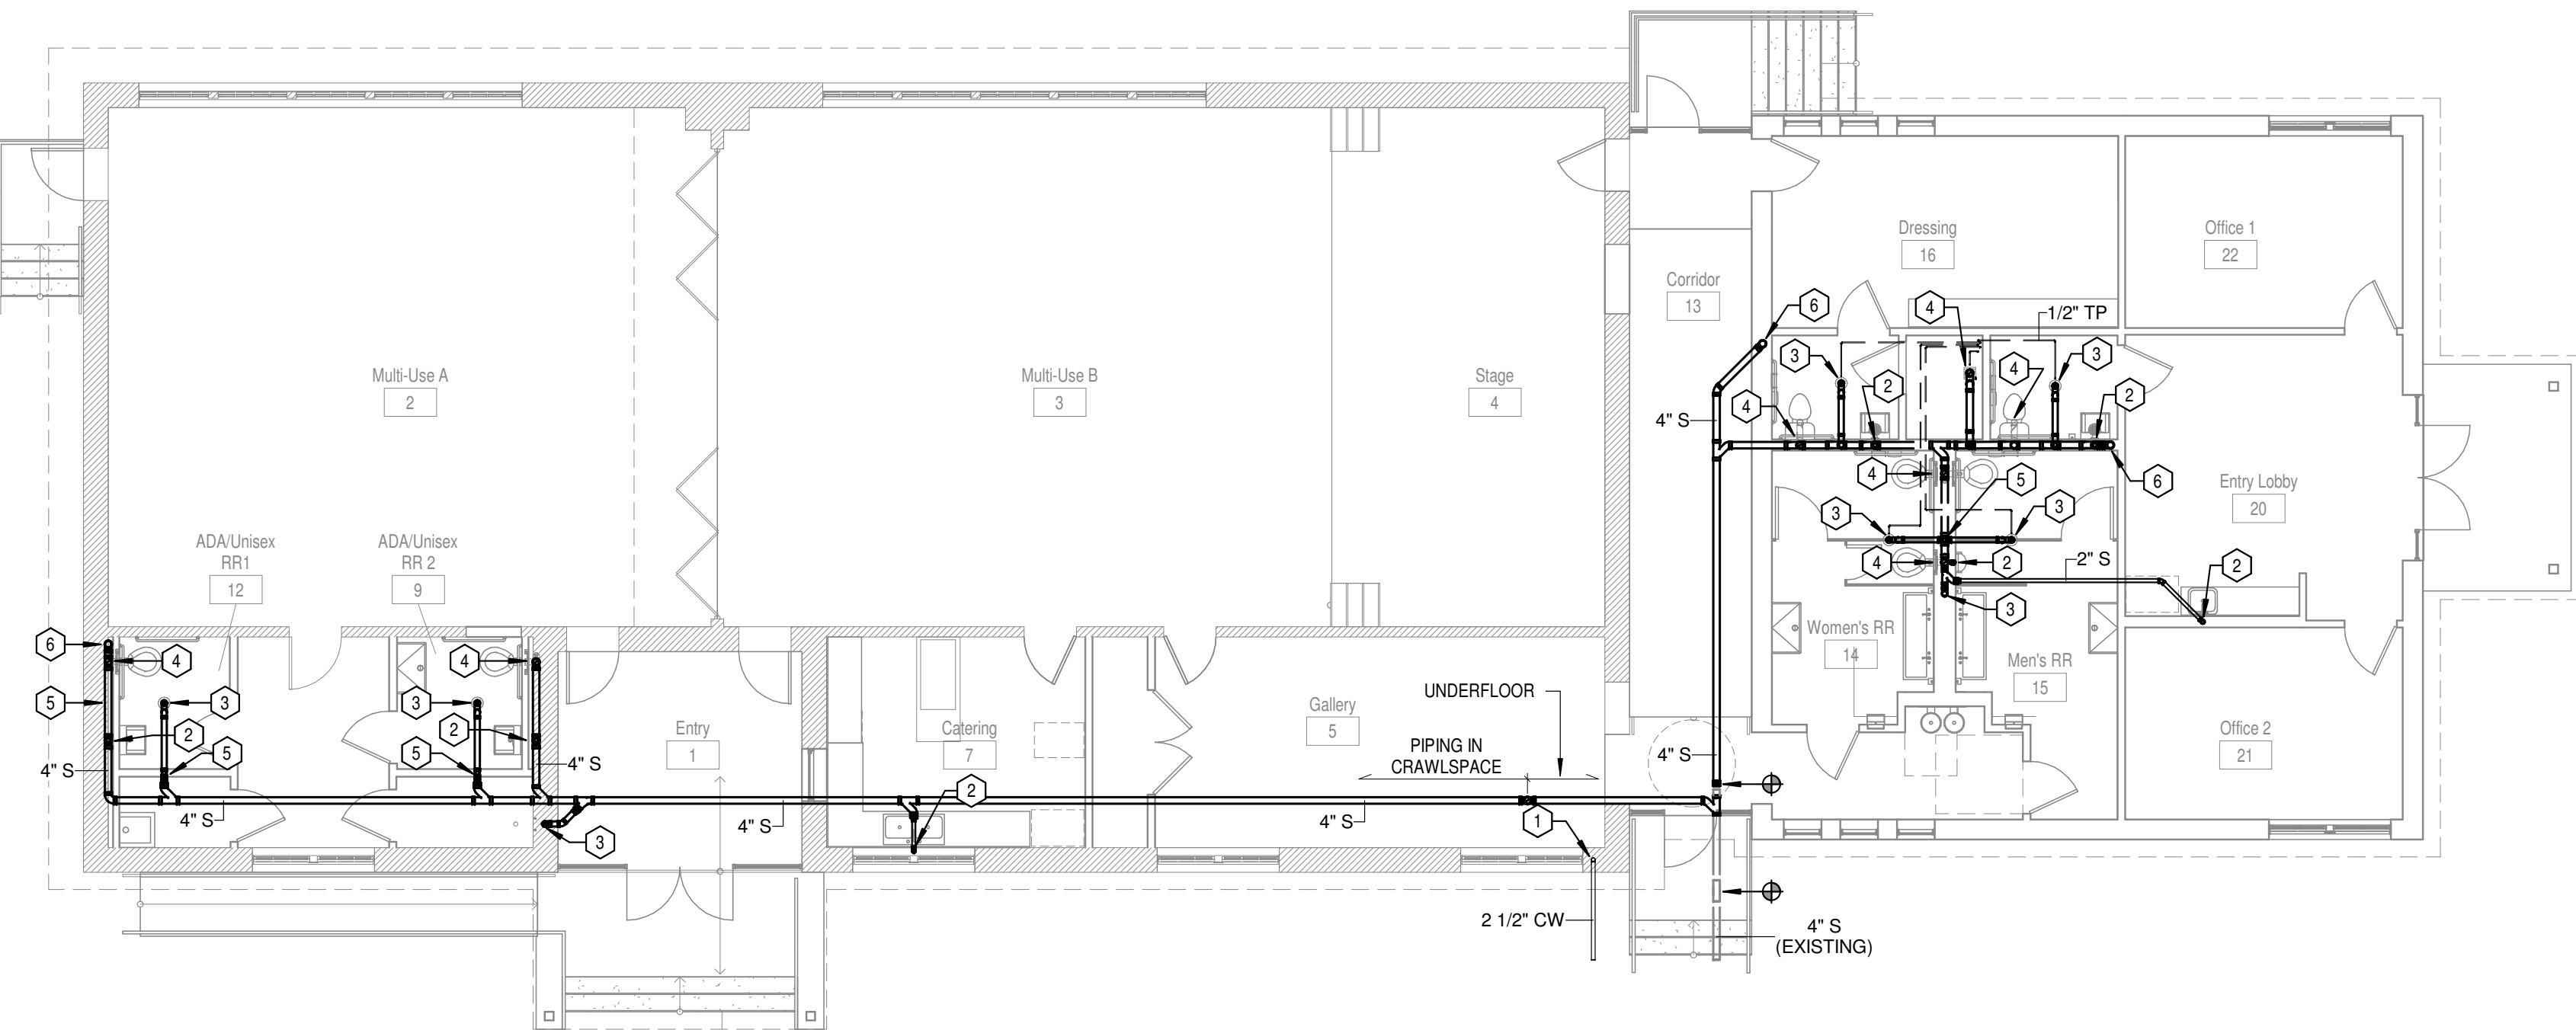 Dressing
16
Office 1
22
Corridor
13
6
4
1/2" TP
3
4
3
2
2
4
4" S
Multi-Use A
2
Multi-Use B
3
Stage
4
4
5
6
Entry Lobby
20
3
3
4
2
2" S
2
3
ADA/Unisex
RR1
12
ADA/Unisex
RR 2
9
Women's RR
14
Men's RR
15
6
4
4
5
3
3
2
2
5
5
4" S
4" S
Entry
1
Catering
7
Gallery
5
UNDERFLOOR
PIPING IN
CRAWLSPACE
4" S
Office 2
21
2
4" S
4" S
4" S
1
3
2 1/2" CW
4" S
(EXISTING)